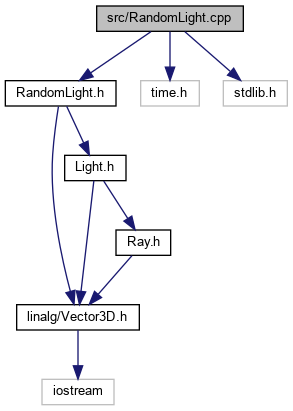 src/RandomLight.cpp
RandomLight.h
time.h
stdlib.h
Light.h
Ray.h
linalg/Vector3D.h
iostream